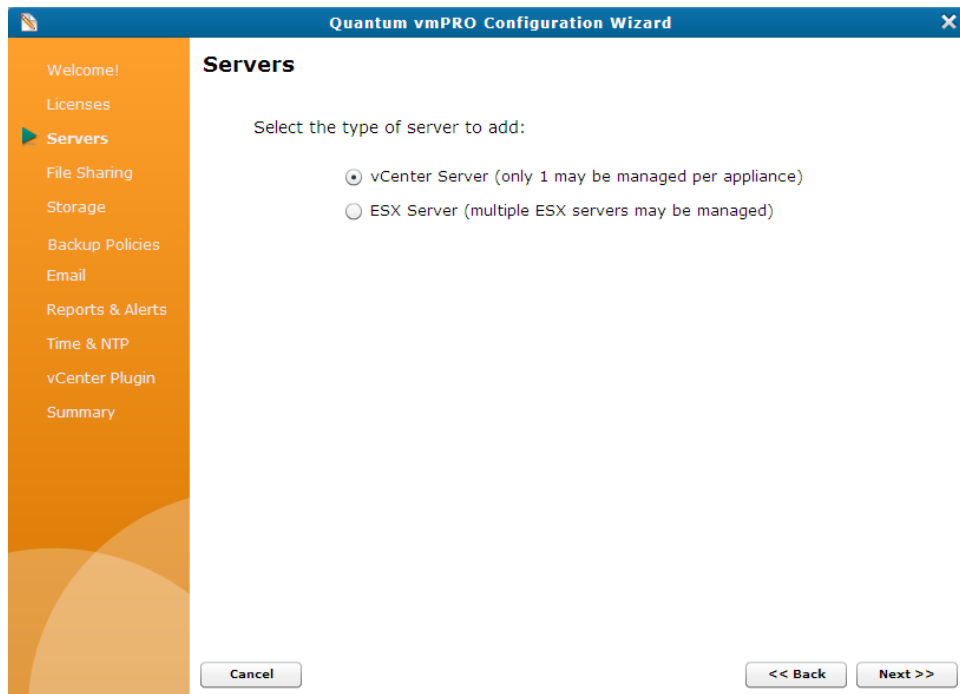 Quantum vmPRO Configuration Wizard
Welcome!
Licenses
Servers
File Sharing
Storage
Backup Policies
Email
Reports & Alerts
Time & NTP
vCenter Plugin
Summary
Servers
Select the type of server to add:
vCenter Server (only 1 may be managed per appliance)
ESX Server (multiple ESX servers may be managed)
Cancel
<< Back
Next >>